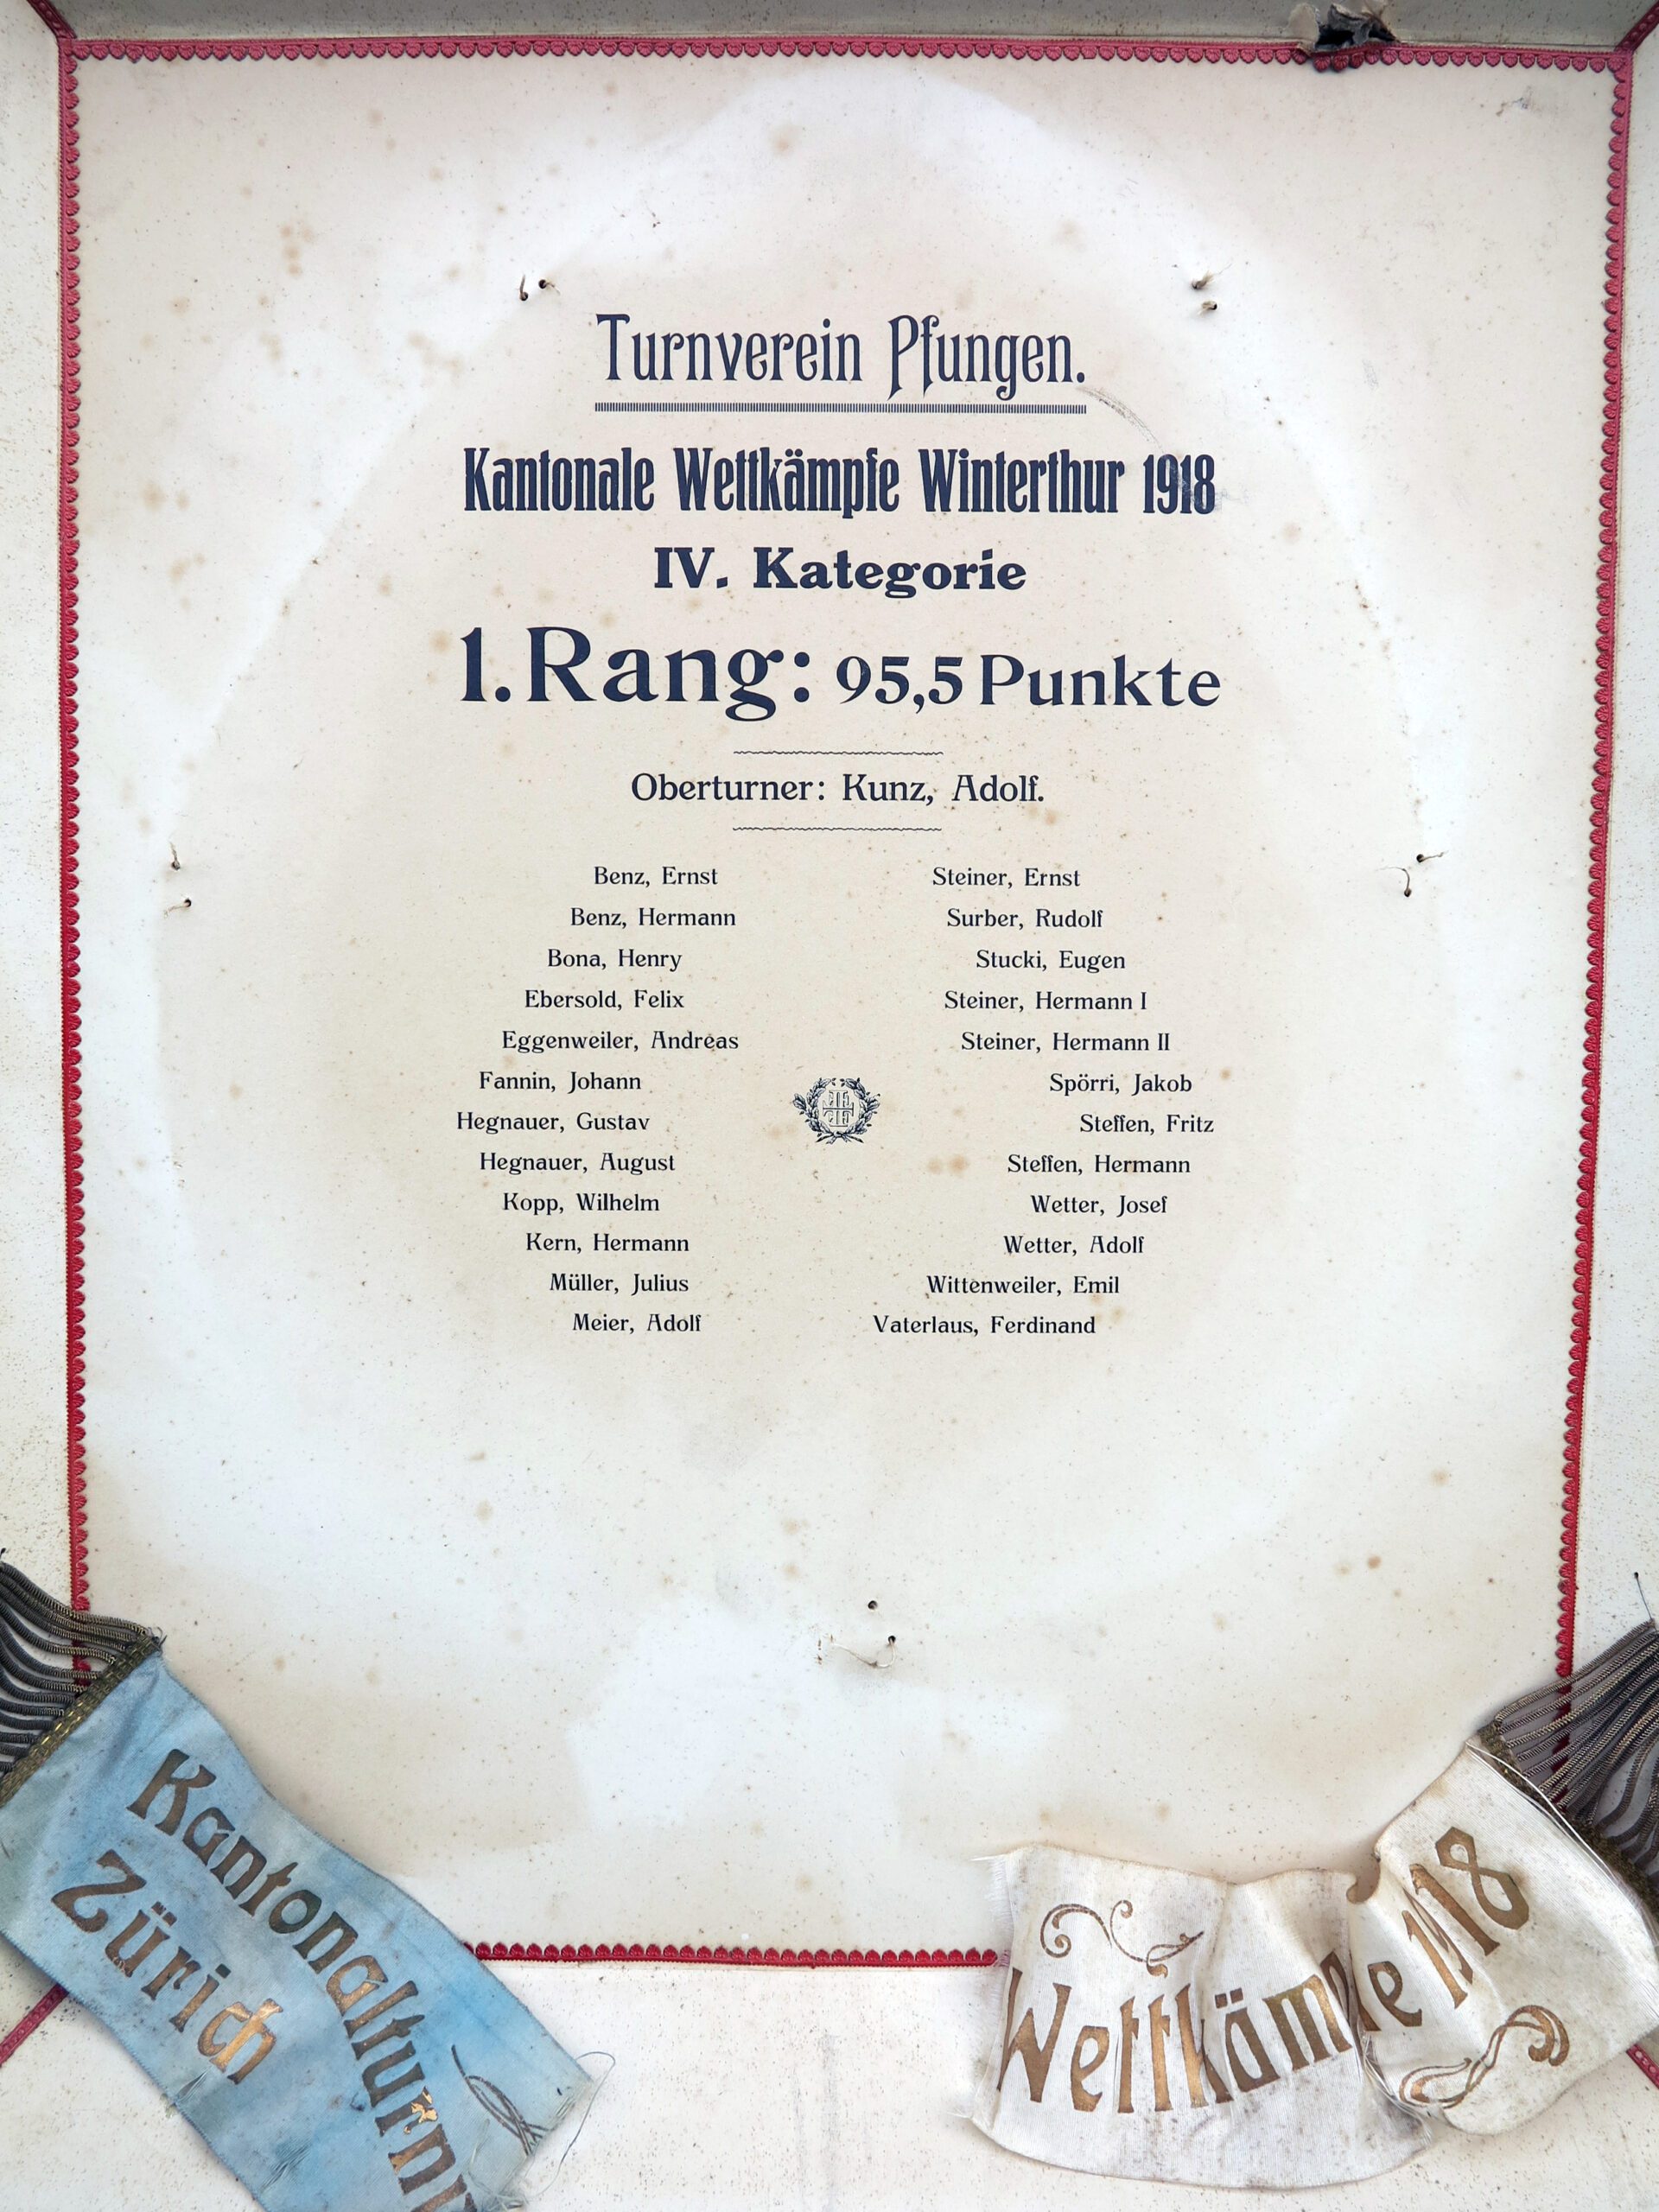 Turnverein Pfungen.
Kantonale Wettkämpfe Winterthur 1918
IV. Kategorie
1. Rang: 95,5 Punkte
Oberturner: Kunz, Adolf.
Benz, Ernst
Benz, Hermann
Bona, Henry
Ebersold, Felix
Eggenweiler, Andreas
Fannin, Johann
Hegnauer, Gustav
Hegnauer, August
Kopp, Wilhelm
Kern, Hermann
Müller, Julius
Meier, Adolf
Steiner, Ernst
Surber, Rudolf
Stucki, Eugen
Steiner, Hermann I
Steiner, Hermann II
Spörri, Jakob
Steffen, Fritz
Steffen, Hermann
Wetter, Josef
Wetter, Adolf
Wittenweiler, Emil
Vaterlaus, Ferdinand
Zürich
Wettkämpfe 1918